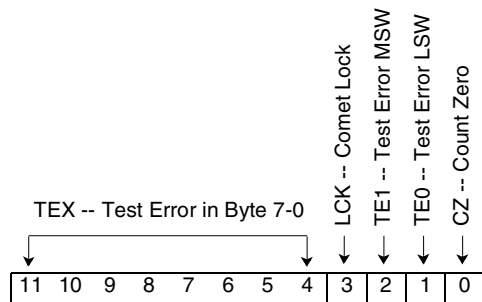 LCK -- Comet Lock
TE1 -- Test Error MSW
TE0 -- Test Error LSW
CZ -- Count Zero
TEX -- Test Error in Byte 7-0
11 10 9 8 7 6 5 4 3 2 1 0